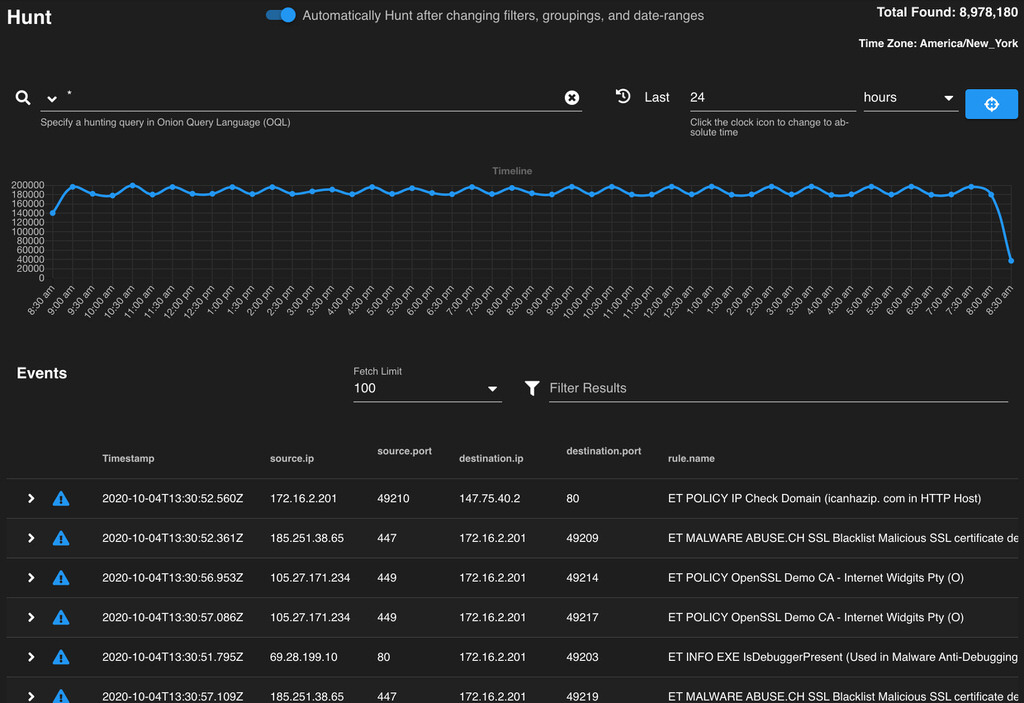 Hunt
Automatically Hunt after changing filters, groupings, and date-ranges
Total Found: 8,978,180
Time Zone: America/New_York
*
Last
24
hours
Specify a hunting query in Onion Query Language (OQL)
Click the clock icon to change to ab-
solute time
Timeline
200000
180000
160000
140000
120000
100000
80000
60000
40000
20000
0
8:30 am 9:00 am 9:30 am 10:00 am 10:30 am 11:00 am 11:30 am 12:00 pm 12:30 pm 1:00 pm 1:30 pm 2:00 pm 2:30 pm 3:00 pm 3:30 pm 4:00 pm 4:30 pm 5:00 pm 5:30 pm 6:00 pm 6:30 pm 7:00 pm 7:30 pm 8:00 pm 8:30 pm 9:00 pm 9:30 pm 10:00 pm 10:30 pm 11:00 pm 11:30 pm 12:00 am 12:30 am 1:00 am 1:30 am 2:00 am 2:30 am 3:00 am 3:30 am 4:00 am 4:30 am 5:00 am 5:30 am 6:00 am 6:30 am 7:00 am 7:30 am 8:00 am 8:30 am
Events
Fetch Limit
100
Filter Results
Timestamp source.ip source.port destination.ip destination.port rule.name
2020-10-04T13:30:52.560Z 172.16.2.201 49210 147.75.40.2 80 ET POLICY IP Check Domain (icanhazip. com in HTTP Host)
2020-10-04T13:30:52.361Z 185.251.38.65 447 172.16.2.201 49209 ET MALWARE ABUSE.CH SSL Blacklist Malicious SSL certificate de
2020-10-04T13:30:56.953Z 105.27.171.234 449 172.16.2.201 49214 ET POLICY OpenSSL Demo CA - Internet Widgits Pty (O)
2020-10-04T13:30:57.086Z 105.27.171.234 449 172.16.2.201 49217 ET POLICY OpenSSL Demo CA - Internet Widgits Pty (O)
2020-10-04T13:30:51.795Z 69.28.199.10 80 172.16.2.201 49203 ET INFO EXE IsDebuggerPresent (Used in Malware Anti-Debugging
2020-10-04T13:30:57.109Z 185.251.38.65 447 172.16.2.201 49219 ET MALWARE ABUSE.CH SSL Blacklist Malicious SSL certificate de